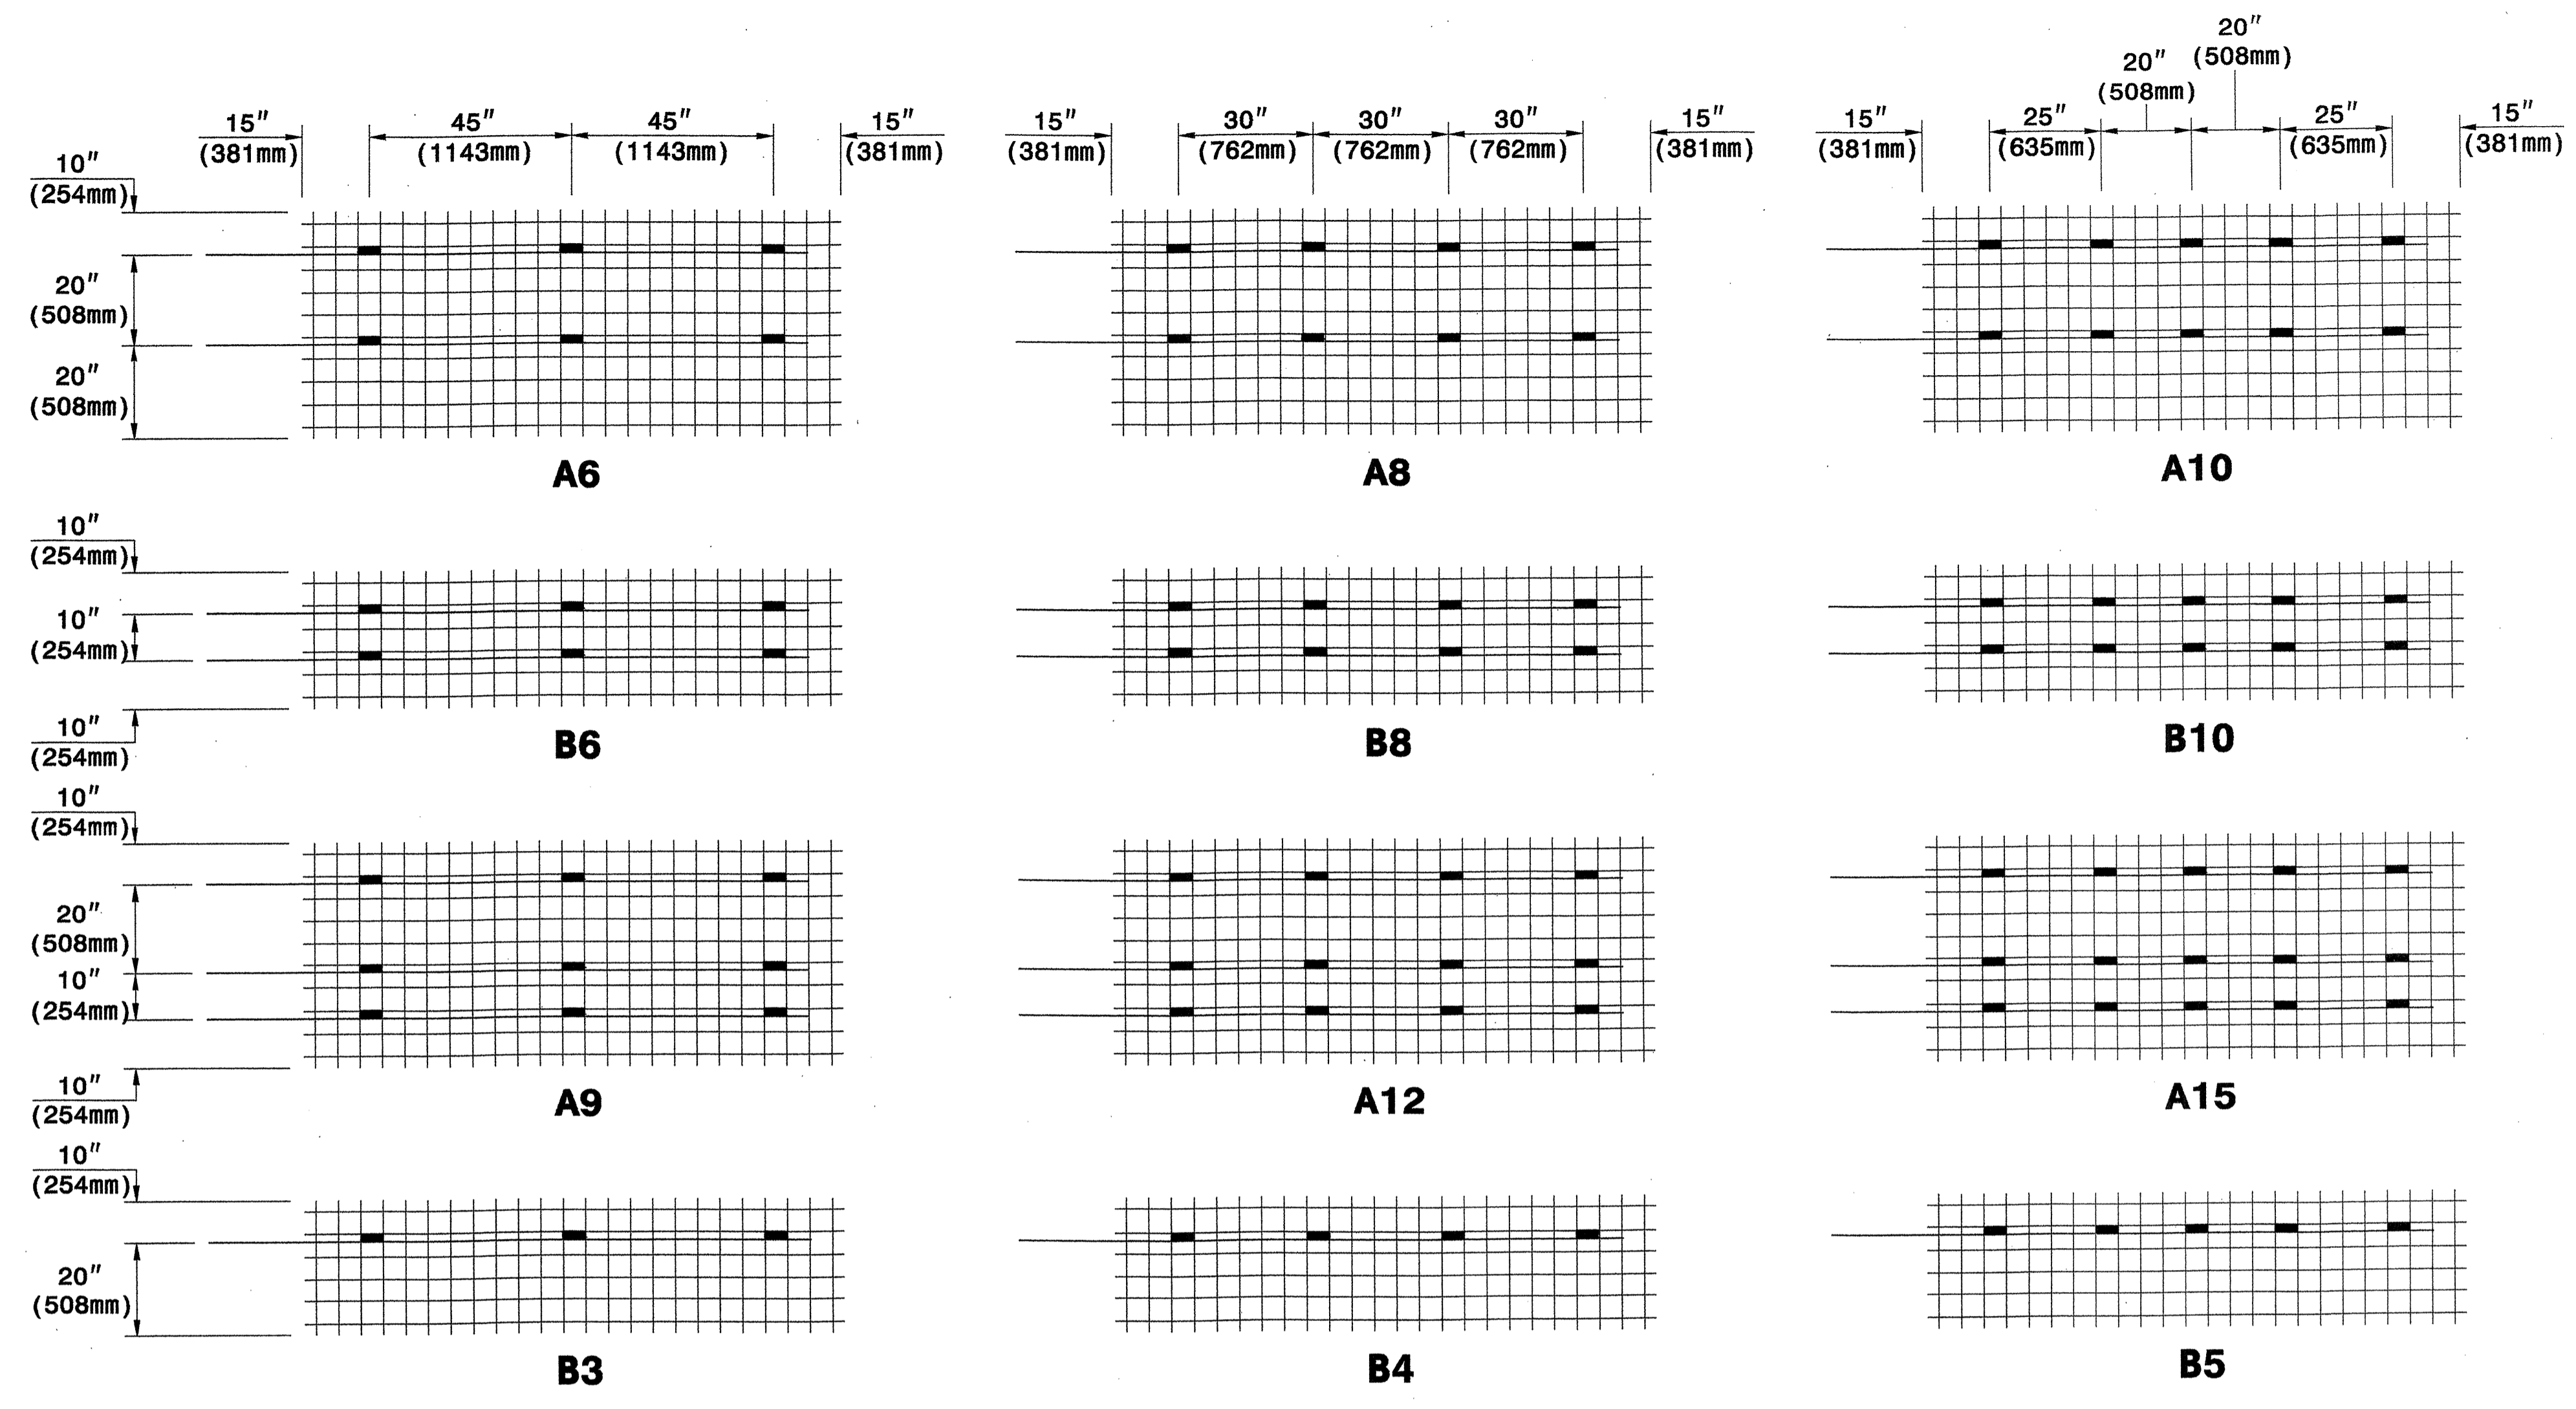 20″
20″ (508mm)
(508mm)
15″ 45″ 45″ 15″ 15″ 30″ 30″ 30″ 15″ 15″ 25″ 25″ 15″
(381mm) (1143mm) (1143mm) (381mm) (381mm) (762mm) (762mm) (762mm) (381mm) (381mm) (635mm) (635mm) (381mm)
10″
(254mm)
20″
(508mm)
20″
(508mm)
A6 A8 A10
10″
(254mm)
10″
(254mm)
10″
(254mm)
B6 B8 B10
10″
(254mm)
20″
(508mm)
10″
(254mm)
10″
(254mm)
A9 A12 A15
10″
(254mm)
20″
(508mm)
B3 B4 B5